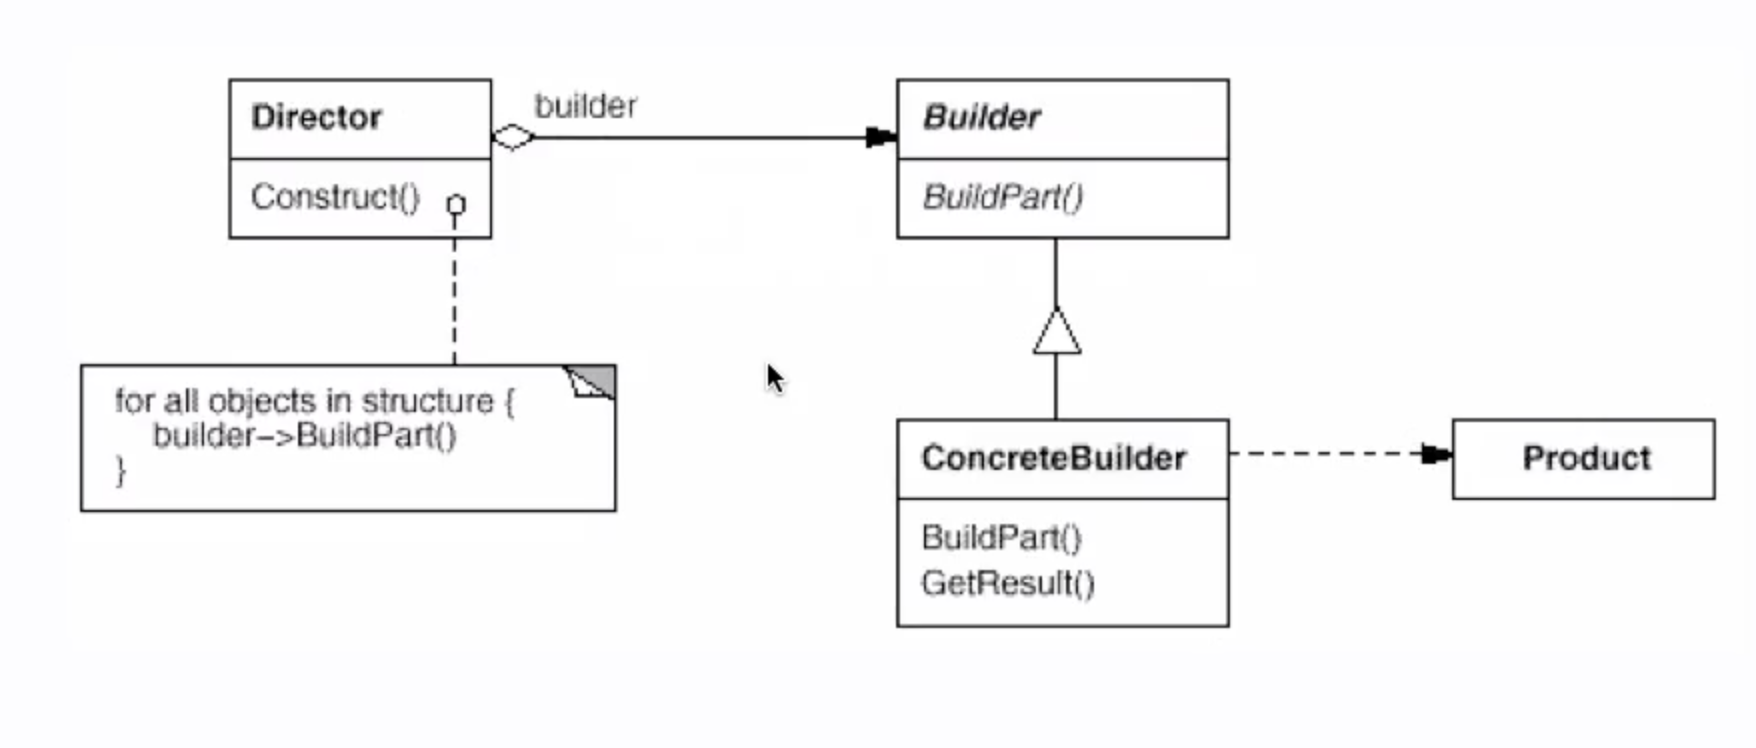 Director
builder
Builder
Construct()
BuildPart()
for all objects in structure {
builder–>BuildPart()
}
ConcreteBuilder
Product
BuildPart()
GetResult()